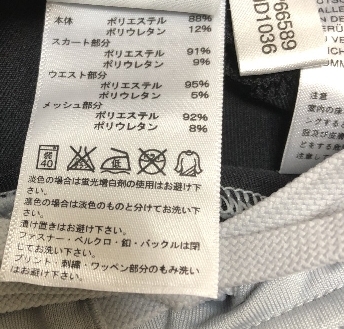 本体 ポリエステル 88%
ポリウレタン 12%
スカート部分
ポリエステル 91%
ポリウレタン 9%
ウエスト部分
ポリエステル 95%
ポリウレタン 5%
メッシュ部分
ポリエステル 92%
ポリウレタン 8%
弱
40
低
淡色の場合は蛍光増白剤の使用はお避け下さい。
濃色の場合は淡色のものと分けてお洗い下さい。
漬け置きはお避け下さい。
ファスナー・ベルクロ・釦・バックルは閉じてお洗い下さい。
プリント・刺繍・ワッペン部分のもみ洗いはお避け下さい。
66589
1036
注意